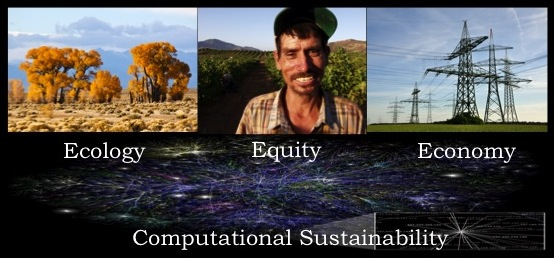 Ecology Equity Economy
Computational Sustainability